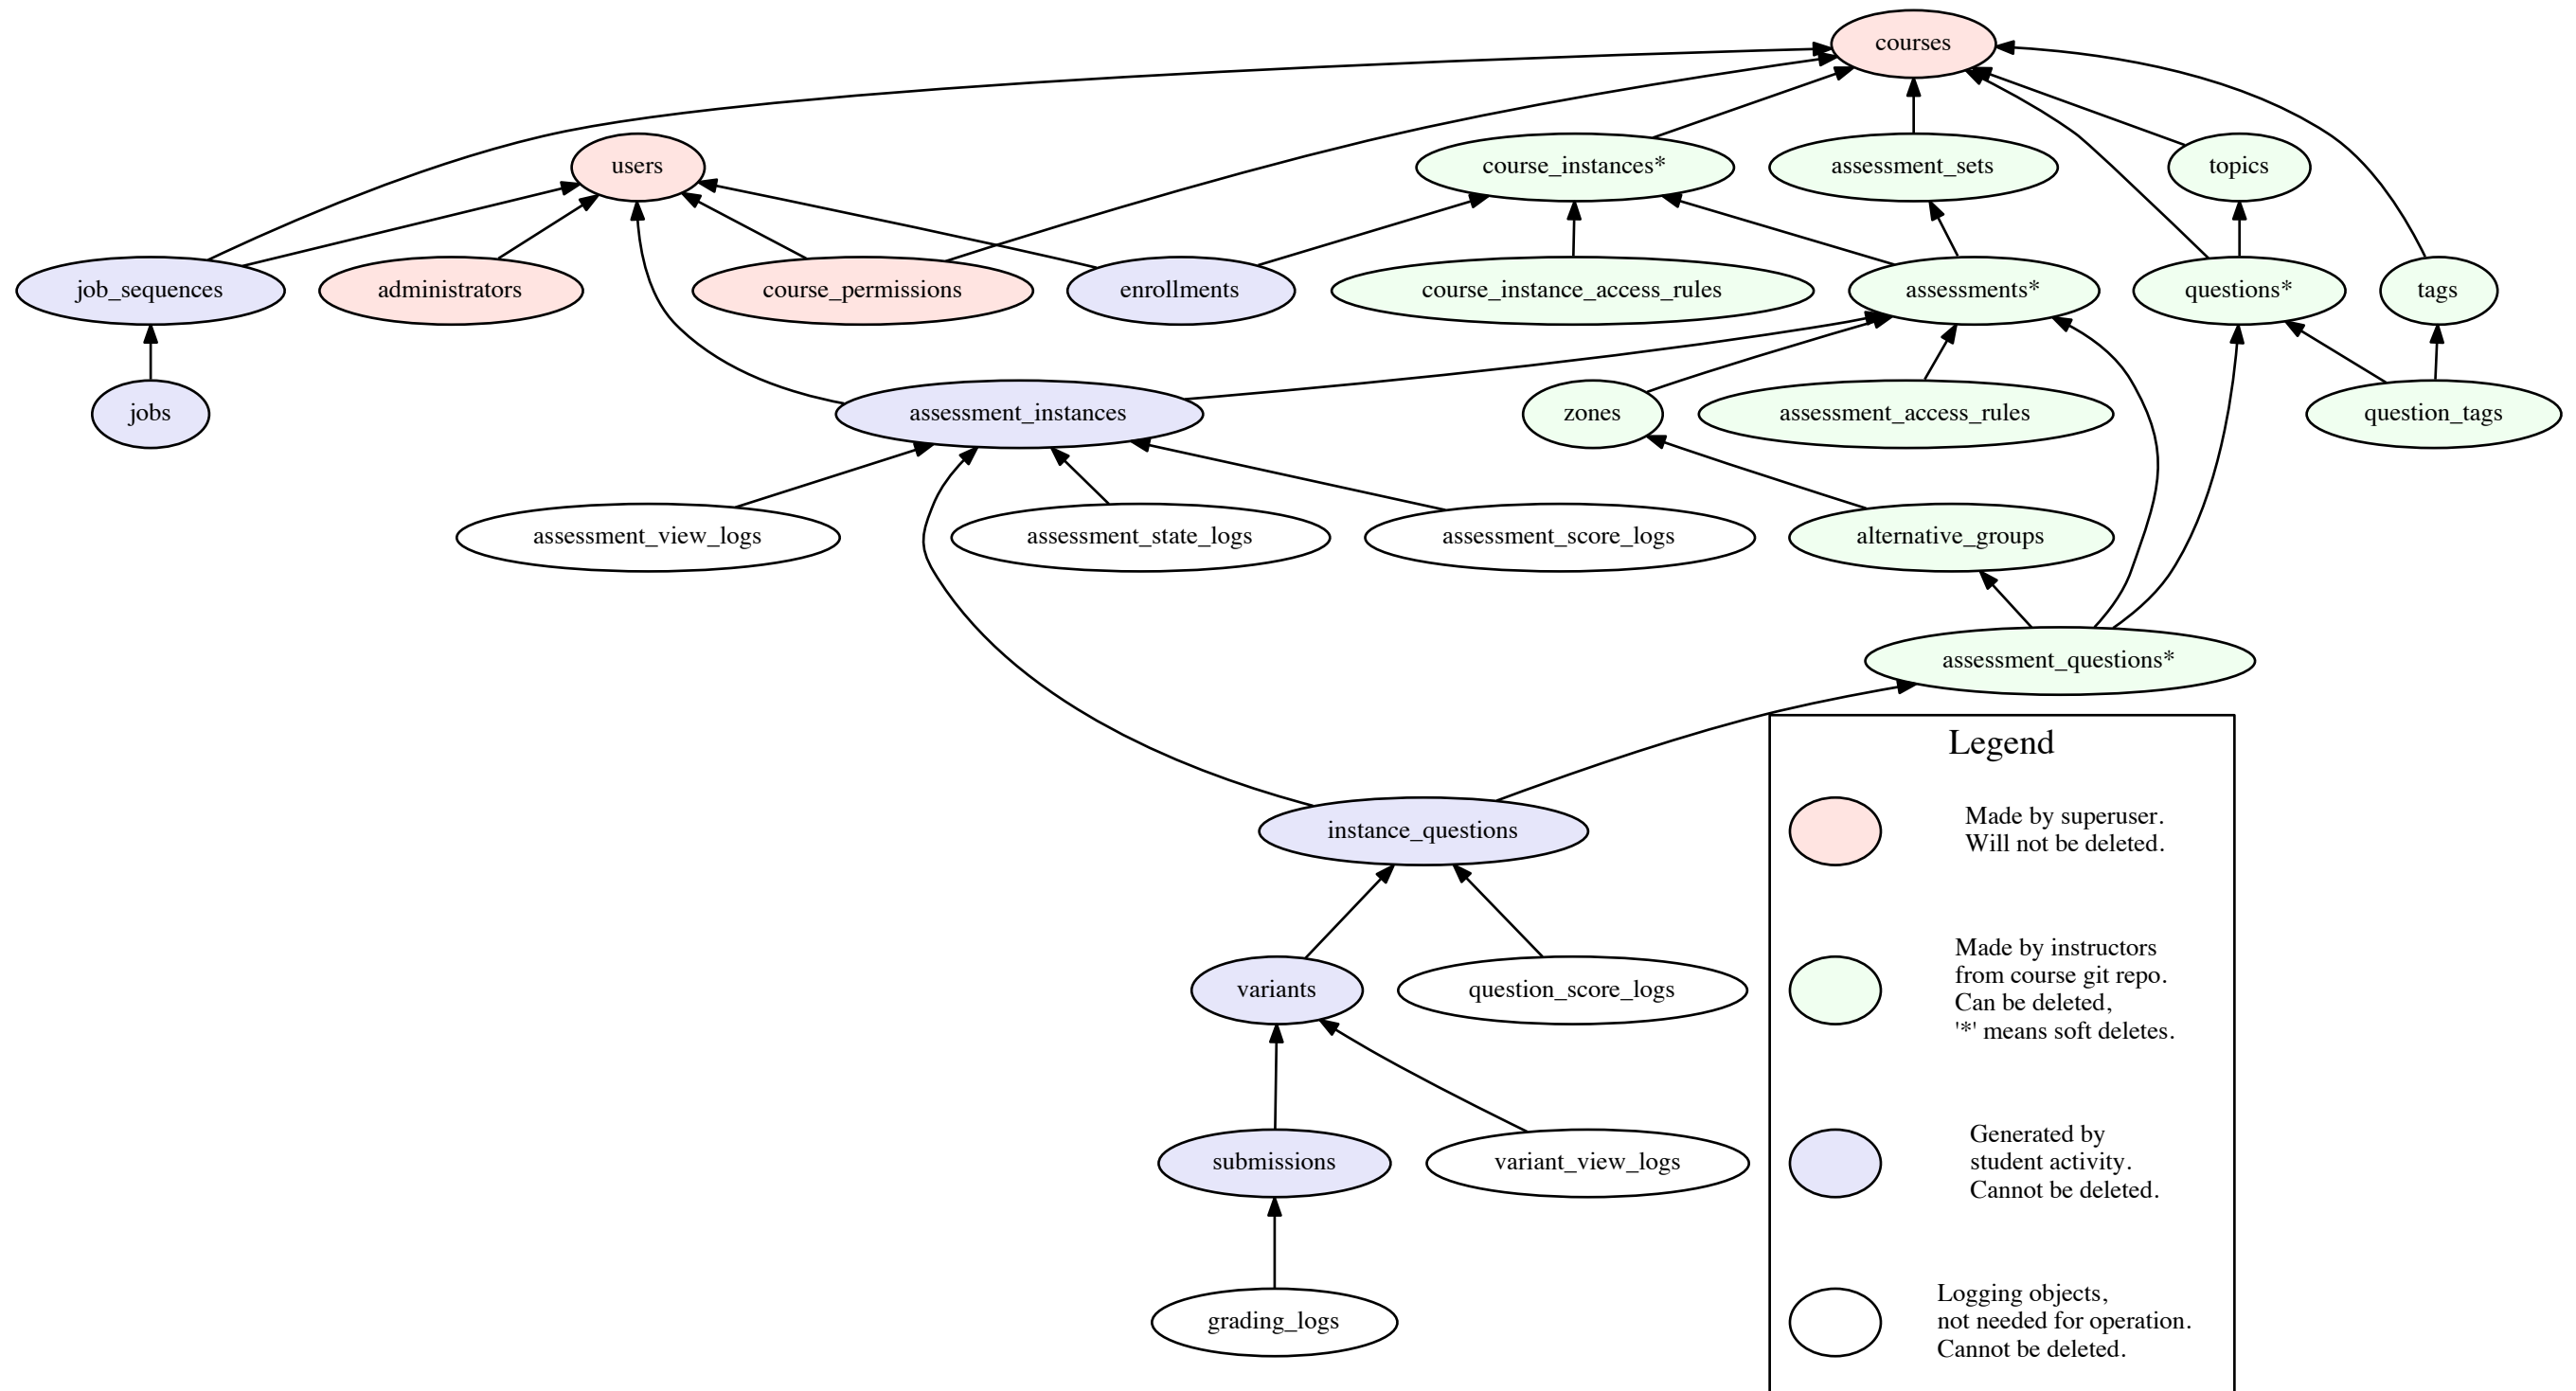 courses
users
course_instances*
assessment_sets
topics
job_sequences
administrators
course_permissions
enrollments
course_instance_access_rules
assessments*
questions*
tags
jobs
assessment_instances
zones
assessment_access_rules
question_tags
assessment_view_logs
assessment_state_logs
assessment_score_logs
alternative_groups
assessment_questions*
instance_questions
variants
question_score_logs
submissions
variant_view_logs
grading_logs
Legend
Made by superuser.
Will not be deleted.
Made by instructors
from course git repo.
Can be deleted,
'*' means soft deletes.
Generated by
student activity.
Cannot be deleted.
Logging objects,
not needed for operation.
Cannot be deleted.